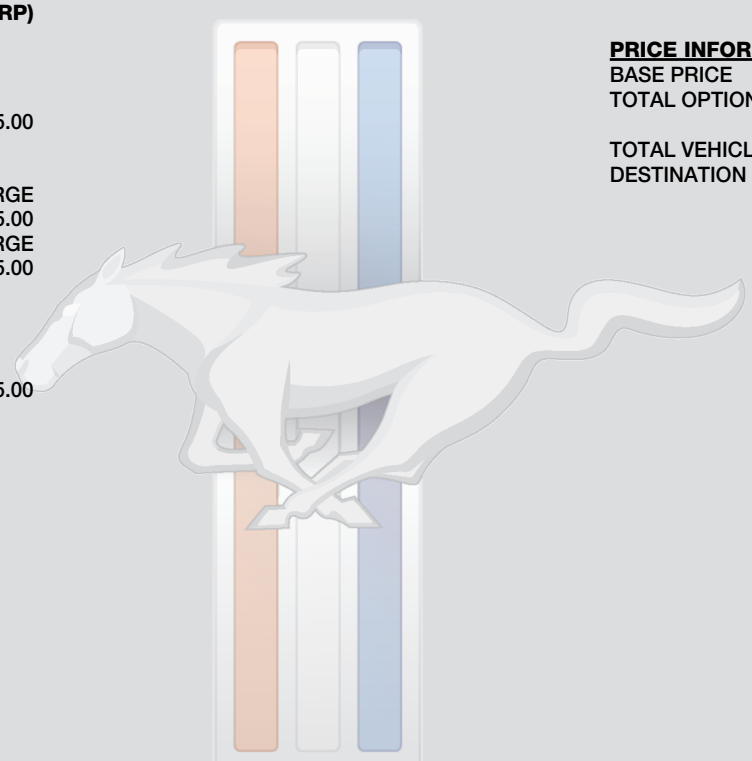 RP)
5.00
RGE
5.00
RGE
5.00
5.00
PRICE INFOR
BASE PRICE
TOTAL OPTION
TOTAL VEHICL
DESTINATION